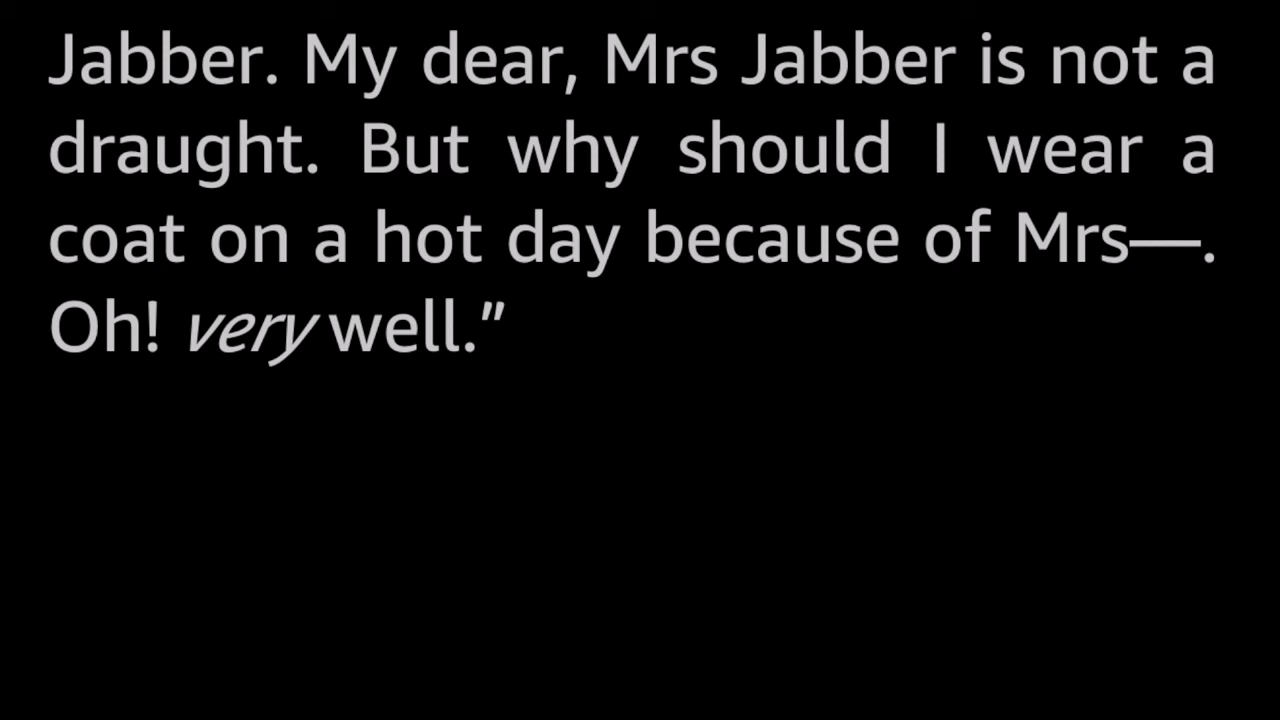 Jabber. My dear, Mrs Jabber is not a
draught. But why should I wear a
coat on a hot day because of Mrs—.
Oh! very well.”